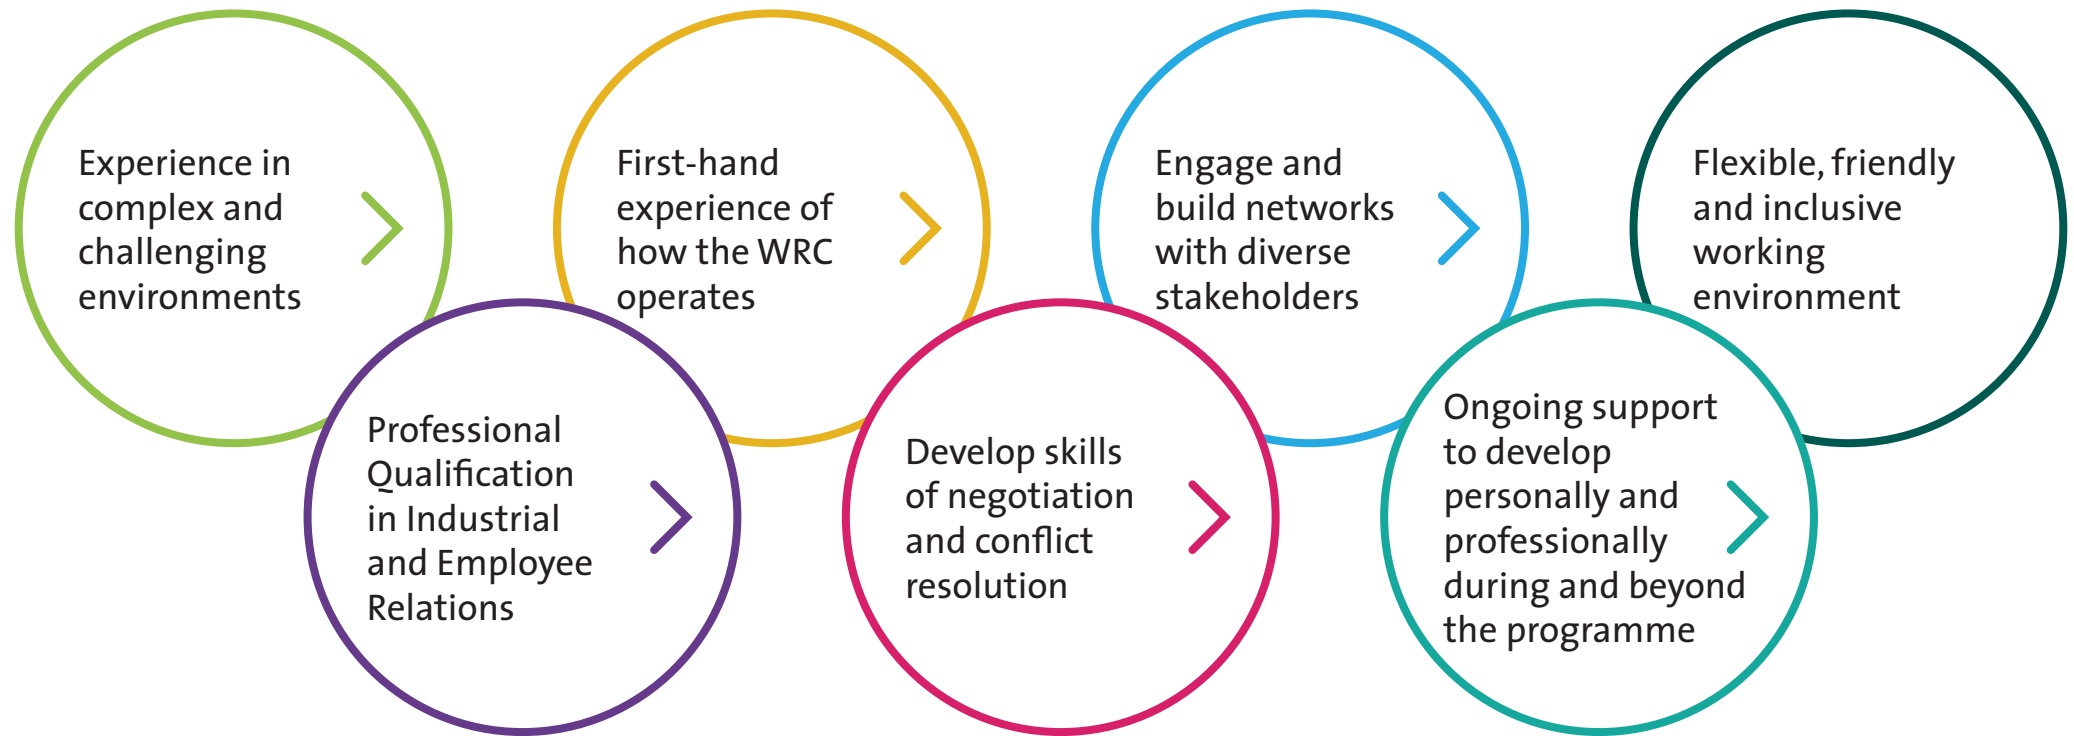 Experience in
complex and
challenging
environments
Professional
Qualification
in Industrial
and Employee
Relations
First-hand
experience of
how the WRC
operates
Develop skills
of negotiation
and conflict
resolution
Engage and
build networks
with diverse
stakeholders
Ongoing support
to develop
personally and
professionally
during and beyond
the programme
Flexible, friendly
and inclusive
working
environment